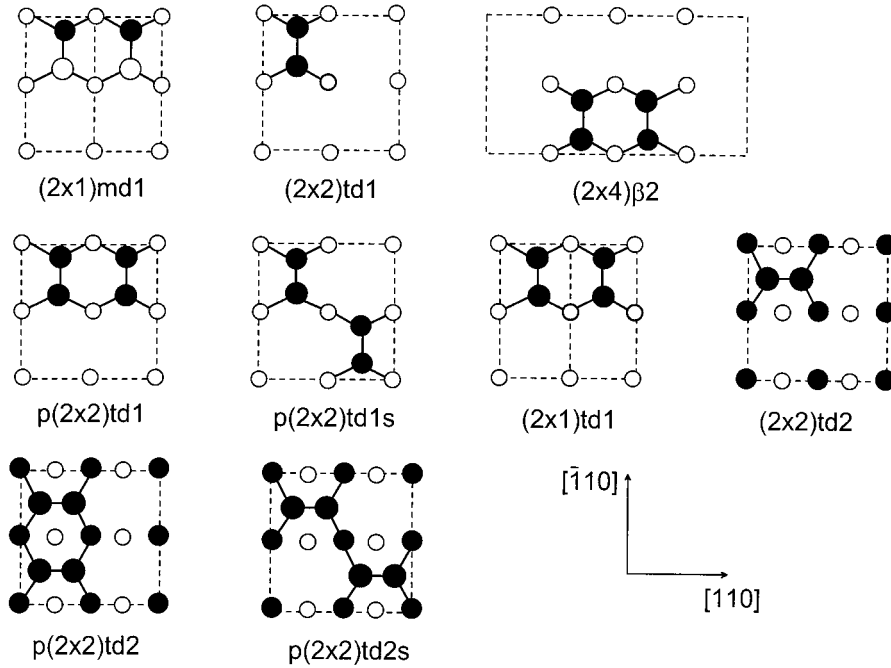 (2x1)md1
(2x2)td1
(2x4)β2
p(2x2)td1
p(2x2)td1s
(2x1)td1
(2x2)td2
p(2x2)td2
p(2x2)td2s
[1̄10]
[110]